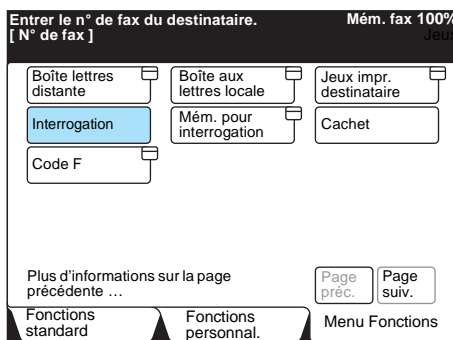 Entrer le n° de fax du destinataire. Mém. fax 100%
[ N° de fax ] Jeux
Boîte lettres distante
Boîte aux lettres locale
Jeux impr. destinataire
Interrogation
Mém. pour interrogation
Cachet
Code F
Plus d'informations sur la page précédente …
Page préc.
Page suiv.
Fonctions standard
Fonctions personnal.
Menu Fonctions